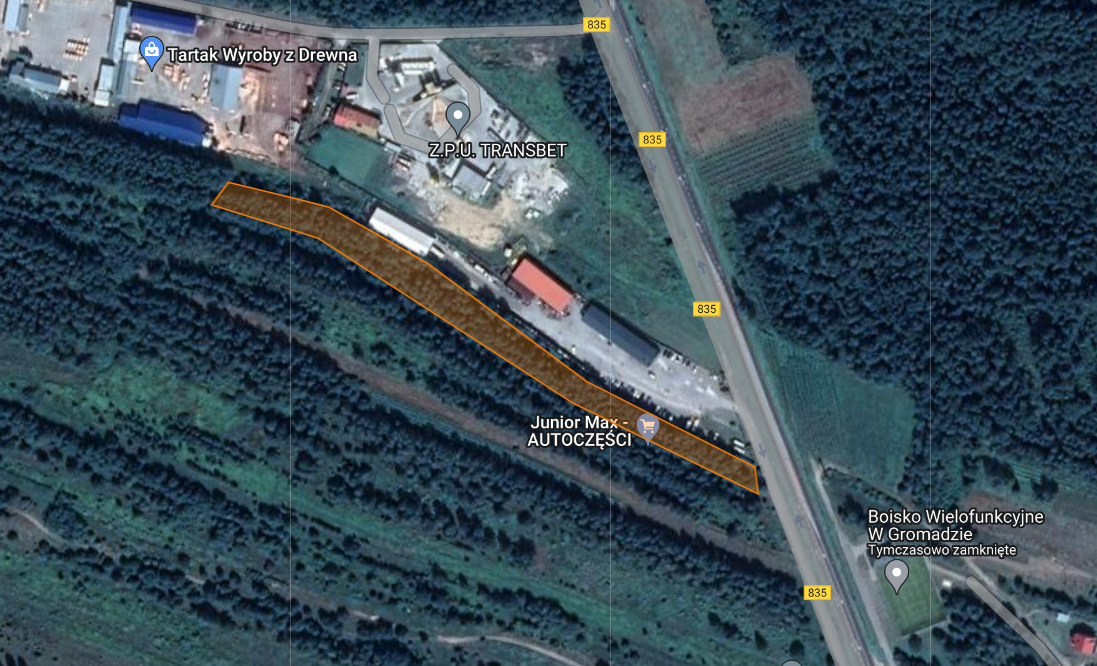 835
Tartak Wyroby z Drewna
835
Z.P.U. TRANSBET
835
Junior Max -
AUTOCZĘŚCI
Boisko Wielofunkcyjne
W Gromadzie
Tymczasowo zamknięte
835